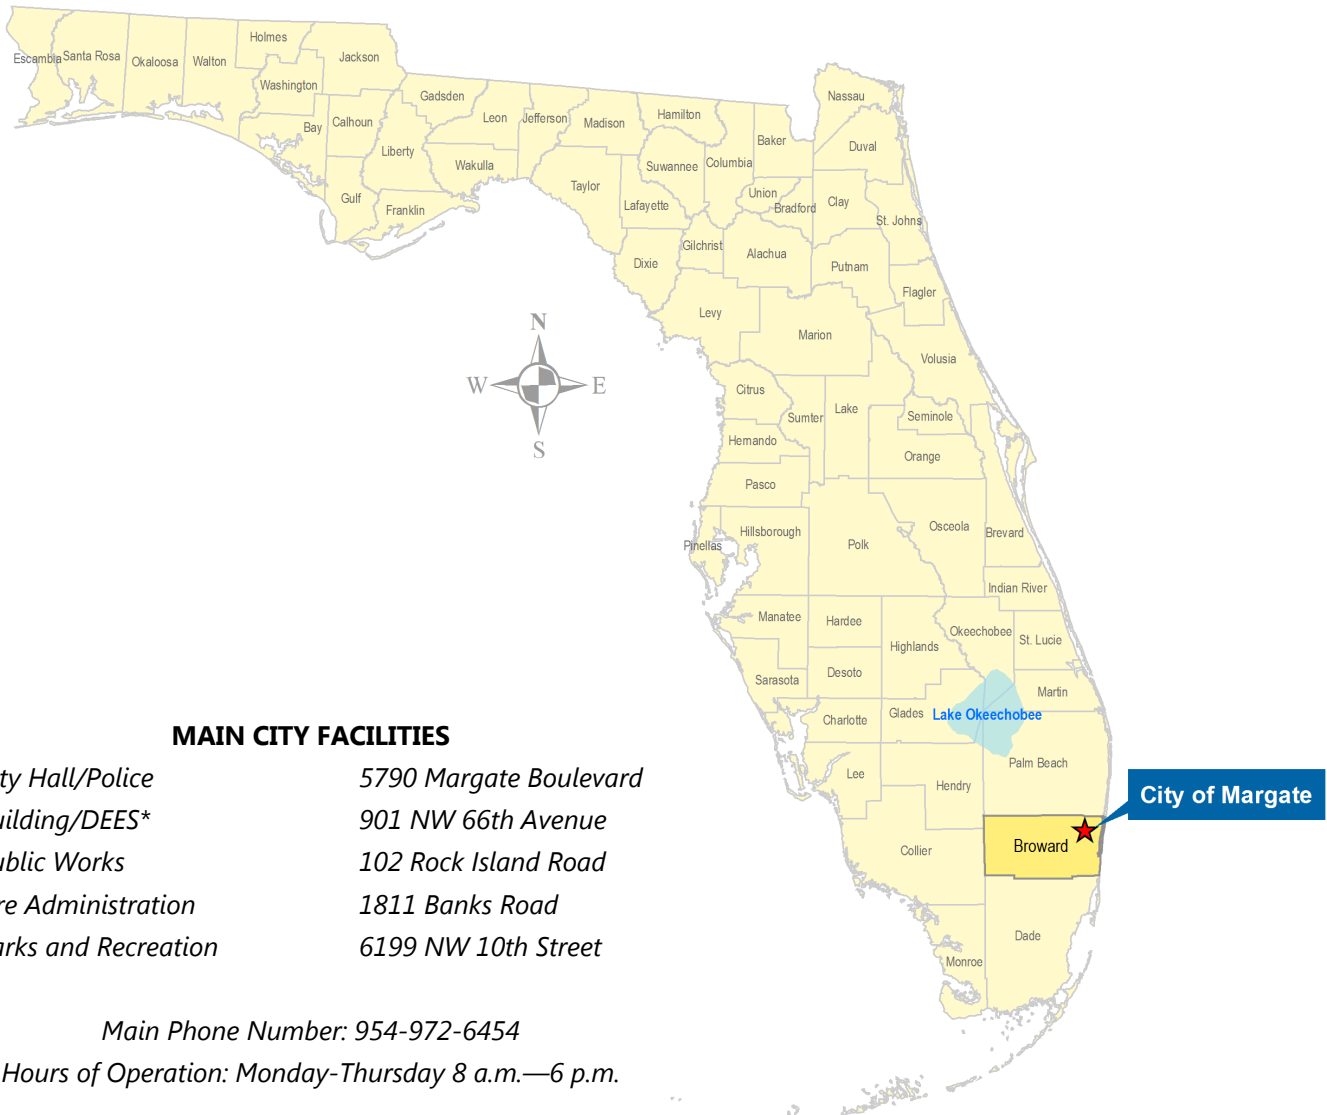 Holmes
Jackson
Escambia
Santa Rosa
Okaloosa
Walton
Washington
Gadsden
Nassau
Bay
Calhoun
Leon
Jefferson
Madison
Hamilton
Baker
Duval
Liberty
Wakulla
Suwannee
Columbia
Taylor
Union
Gulf
Franklin
Lafayette
Bradford
Clay
St. Johns
Gilchrist
Alachua
Dixie
Putnam
Flagler
Levy
N
Marion
Volusia
W
E
Citrus
Sumter
Lake
Seminole
S
Hernando
Orange
Pasco
Hillsborough
Osceola
Brevard
Pinellas
Polk
Indian River
Manatee
Hardee
Okeechobee
St. Lucie
Highlands
Sarasota
Desoto
Martin
Charlotte
Glades
Lake Okeechobee
Palm Beach
Lee
Hendry
City of Margate
Broward
Collier
Dade
Monroe
MAIN CITY FACILITIES
ty Hall/Police 5790 Margate Boulevard
uilding/DEES* 901 NW 66th Avenue
ublic Works 102 Rock Island Road
re Administration 1811 Banks Road
arks and Recreation 6199 NW 10th Street
Main Phone Number: 954-972-6454
Hours of Operation: Monday-Thursday 8 a.m.—6 p.m.